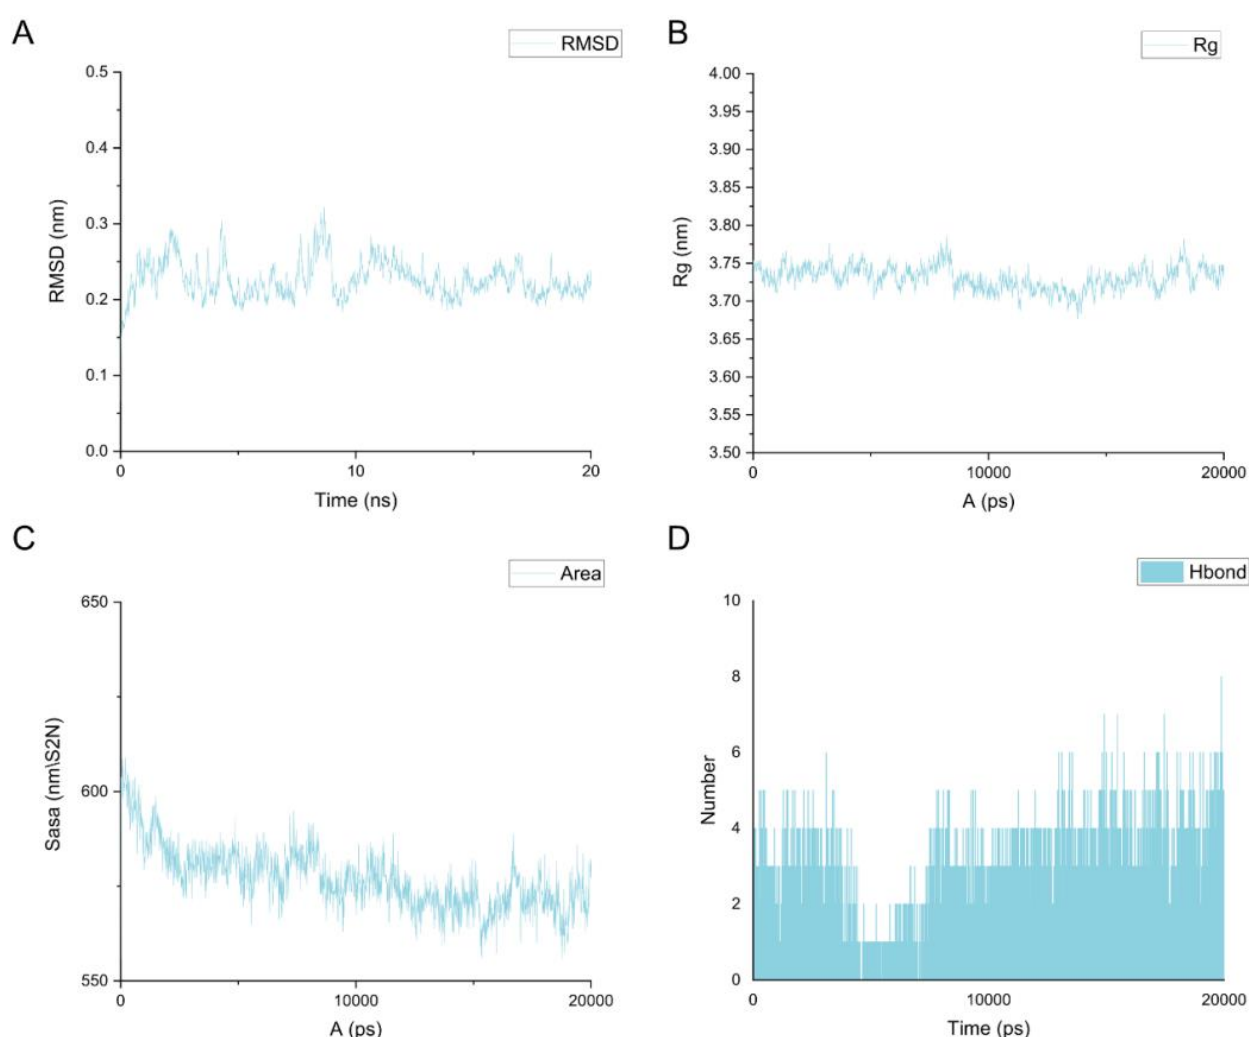 A
RMSD
0.5
0.4
0.3
0.2
0.1
0.0
RMSD (nm)
0
10
20
Time (ns)
B
Rg
4.00
3.95
3.90
3.85
3.80
3.75
3.70
3.65
3.60
3.55
3.50
Rg (nm)
0
10000
20000
A (ps)
C
Area
650
600
550
Sasa (nm\S2N)
0
10000
20000
A (ps)
D
Hbond
10
8
6
4
2
0
Number
0
10000
20000
Time (ps)